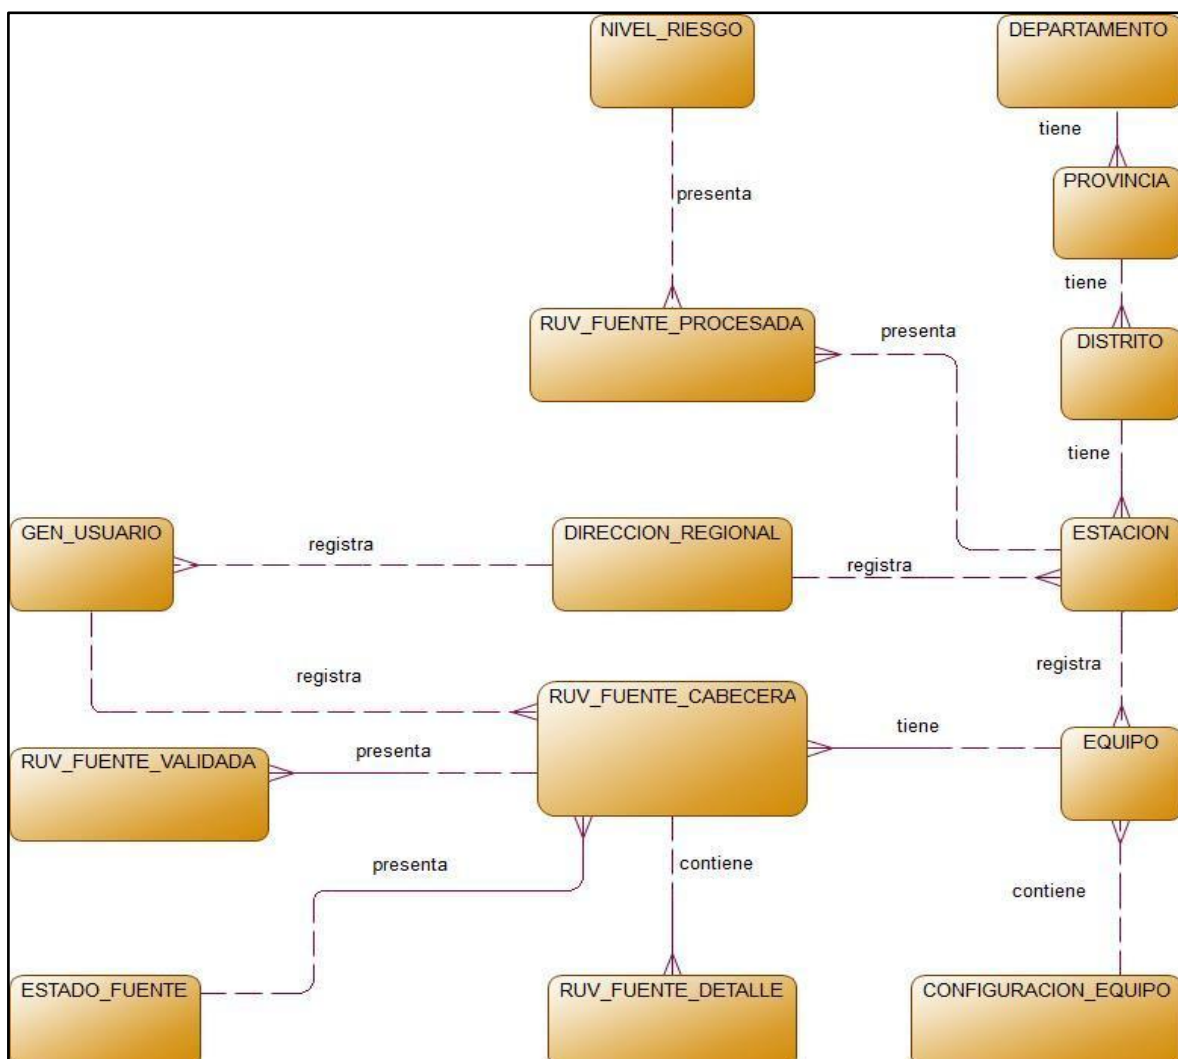 NIVEL_RIESGO
DEPARTAMENTO
tiene
PROVINCIA
presenta
tiene
RUV_FUENTE_PROCESADA
presenta
DISTRITO
tiene
GEN_USUARIO
DIRECCION_REGIONAL
ESTACION
registra
registra
registra
registra
RUV_FUENTE_CABECERA
tiene
EQUIPO
RUV_FUENTE_VALIDADA
presenta
presenta
contiene
contiene
ESTADO_FUENTE
RUV_FUENTE_DETALLE
CONFIGURACION_EQUIPO